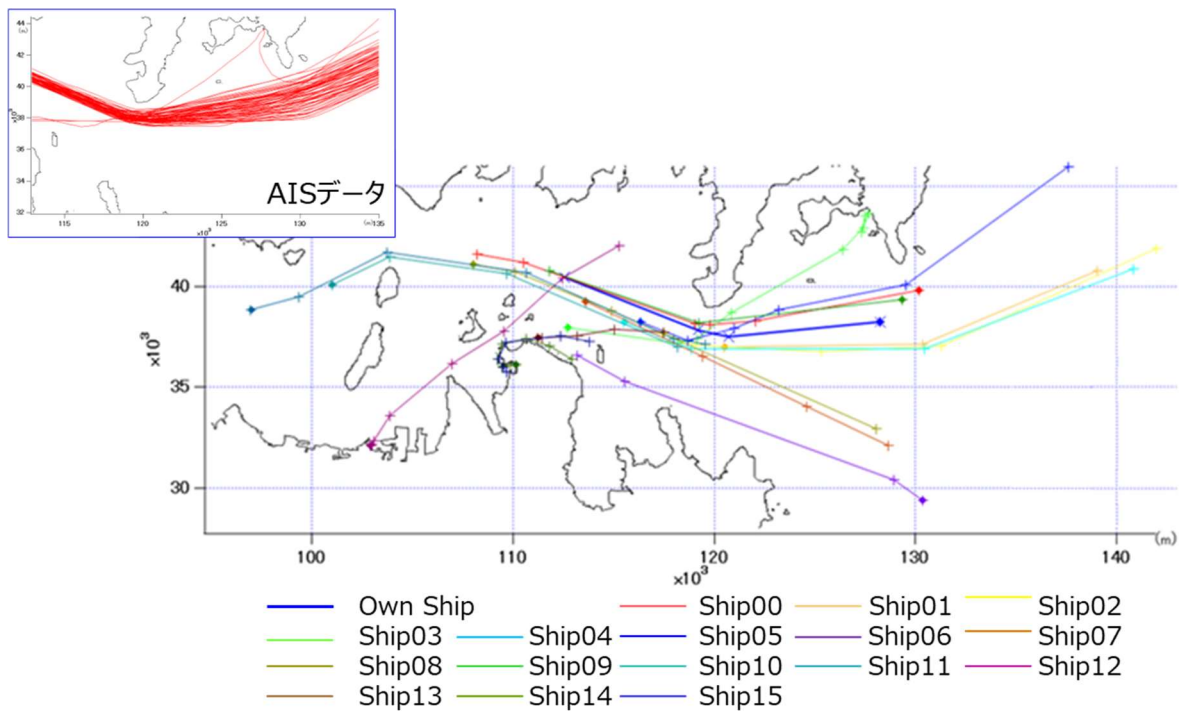 44
(m)
42
40
×10³
38
36
34
32
AISデータ
115 120 125 130 (m) 135
×10³
40
×10³
35
30
100 110 120 130 140 (m)
×10³
Own Ship Ship00 Ship01 Ship02
Ship03 Ship04 Ship05 Ship06 Ship07
Ship08 Ship09 Ship10 Ship11 Ship12
Ship13 Ship14 Ship15